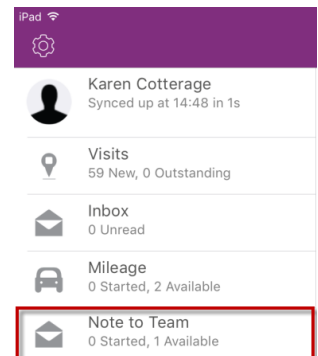 iPad
Karen Cotterage
Synced up at 14:48 in 1s
Visits
59 New, 0 Outstanding
Inbox
0 Unread
Mileage
0 Started, 2 Available
Note to Team
0 Started, 1 Available